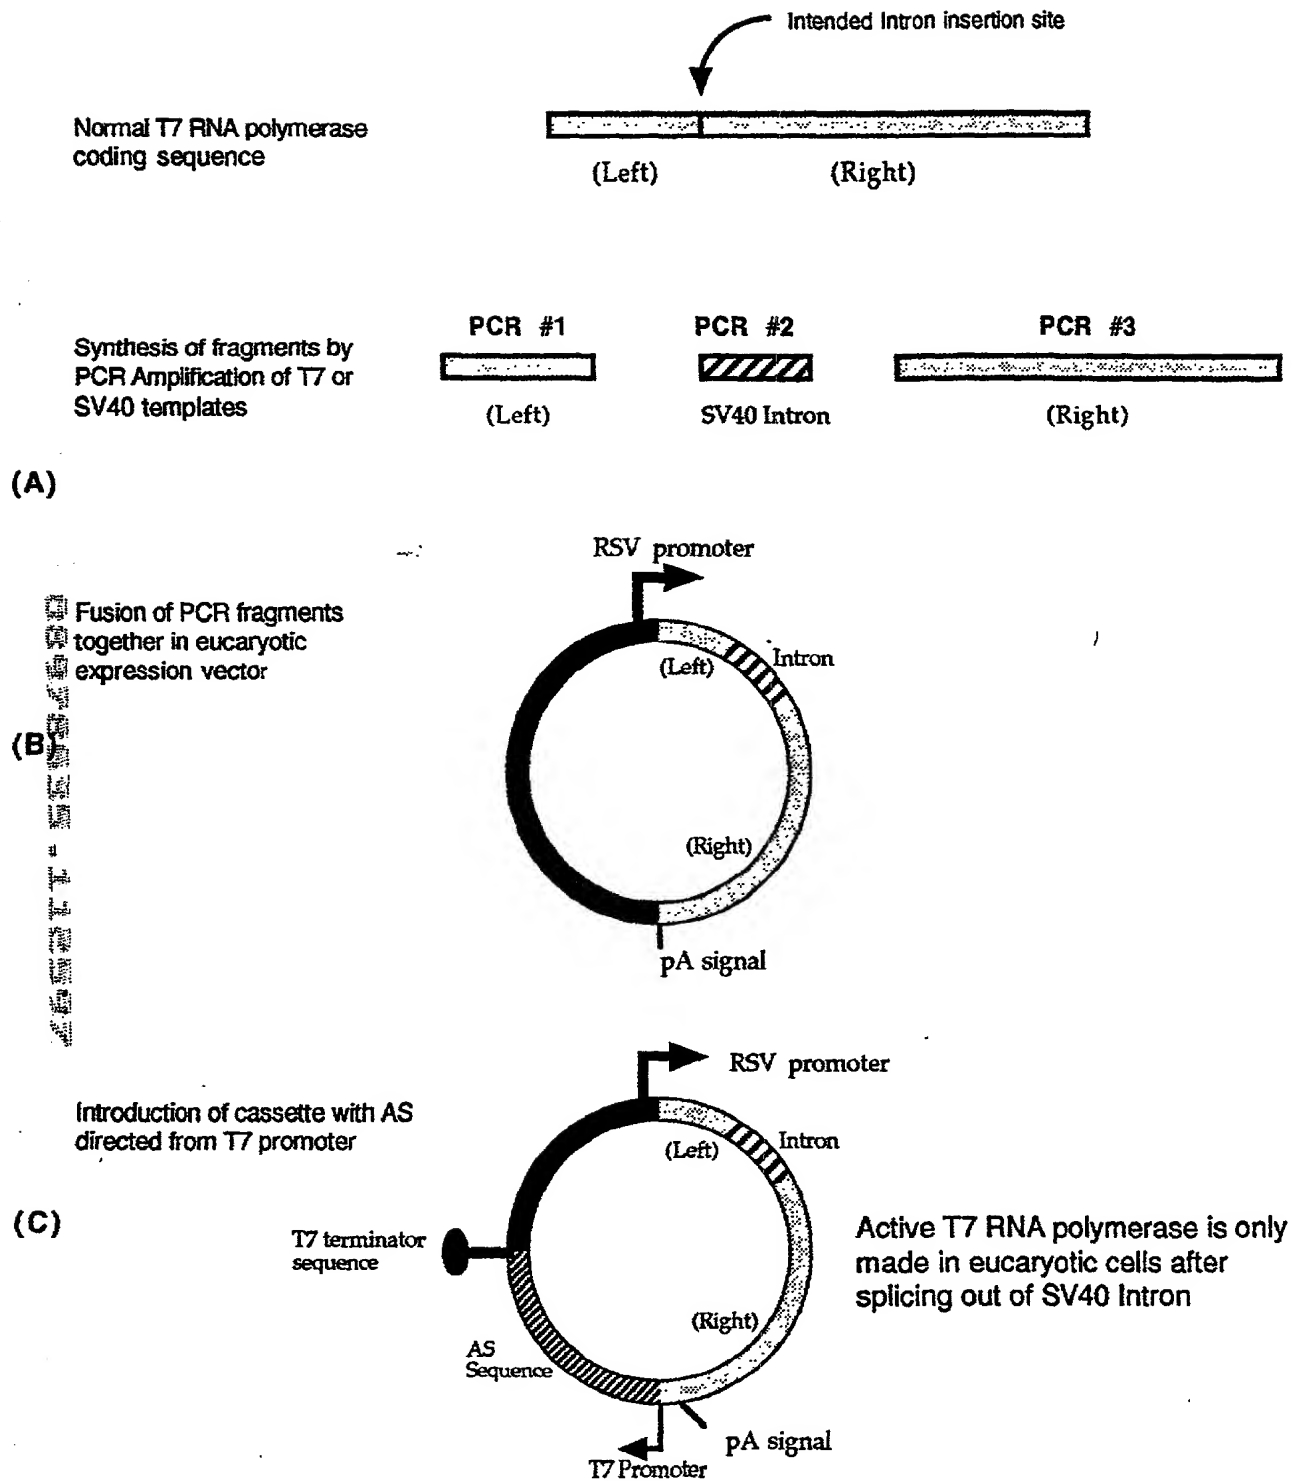 Intended Intron insertion site
Normal T7 RNA polymerase
coding sequence
(Left)
(Right)
PCR #1
PCR #2
PCR #3
Synthesis of fragments by
PCR Amplification of T7 or
SV40 templates
(Left)
SV40 Intron
(Right)
(A)
RSV promoter
Fusion of PCR fragments
together in eucaryotic
expression vector
(Left)
Intron
(B)
(Right)
pA signal
RSV promoter
Introduction of cassette with AS
directed from T7 promoter
(Left)
Intron
(C)
T7 terminator
sequence
Active T7 RNA polymerase is only
made in eucaryotic cells after
splicing out of SV40 Intron
(Right)
AS
Sequence
pA signal
T7 Promoter